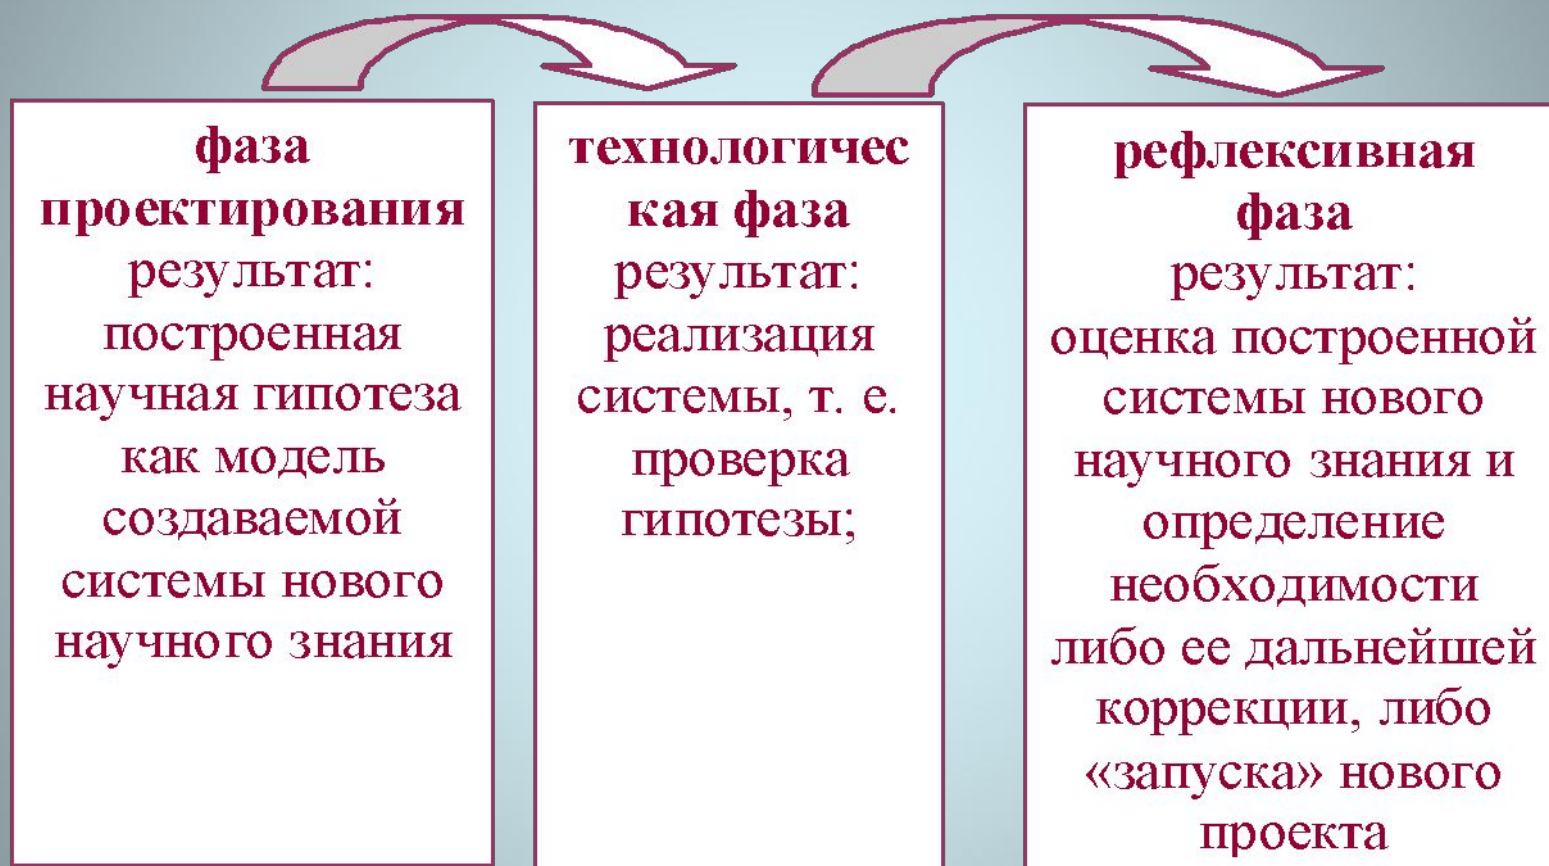 фаза
проектирования
результат:
построенная
научная гипотеза
как модель
создаваемой
системы нового
научного знания
технологичес
кая фаза
результат:
реализация
системы, т. е.
проверка
гипотезы;
рефлексивная
фаза
результат:
оценка построенной
системы нового
научного знания и
определение
необходимости
либо ее дальнейшей
коррекции, либо
«запуска» нового
проекта